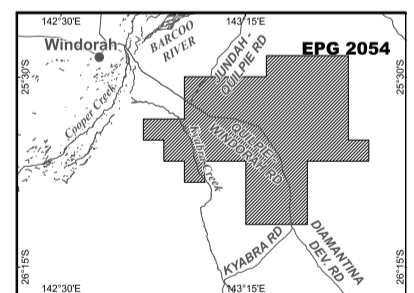 142°30'E 143°15'E
EPG 2054
Windorah
BARCOO
RIVER
JUNDAH -
QUILPIE RD
25°30'S 25°30'S
Cooper Creek
Kyabra Creek
QUILPIE -
WINDORAH RD
KYABRA RD
DIAMANTINA
DEV. RD
26°15'S 26°15'S
142°30'E 143°15'E